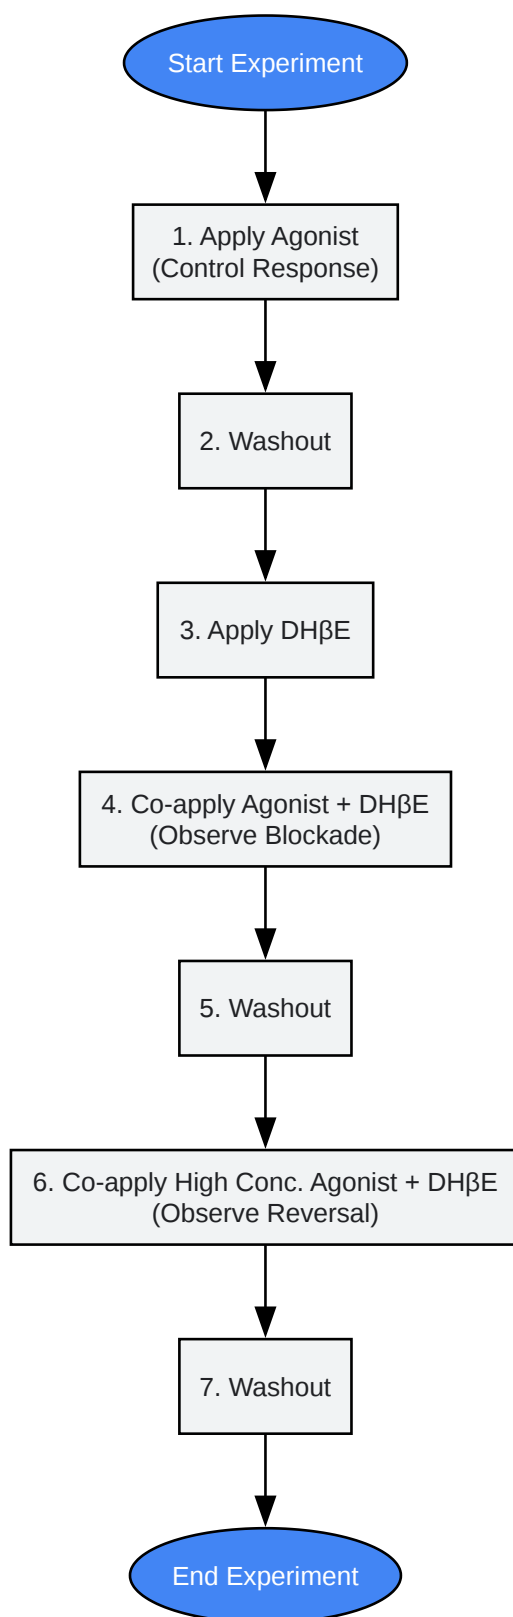 Start Experiment
1. Apply Agonist
(Control Response)
2. Washout
3. Apply DHβE
4. Co-apply Agonist + DHβE
(Observe Blockade)
5. Washout
6. Co-apply High Conc. Agonist + DHβE
(Observe Reversal)
7. Washout
End Experiment